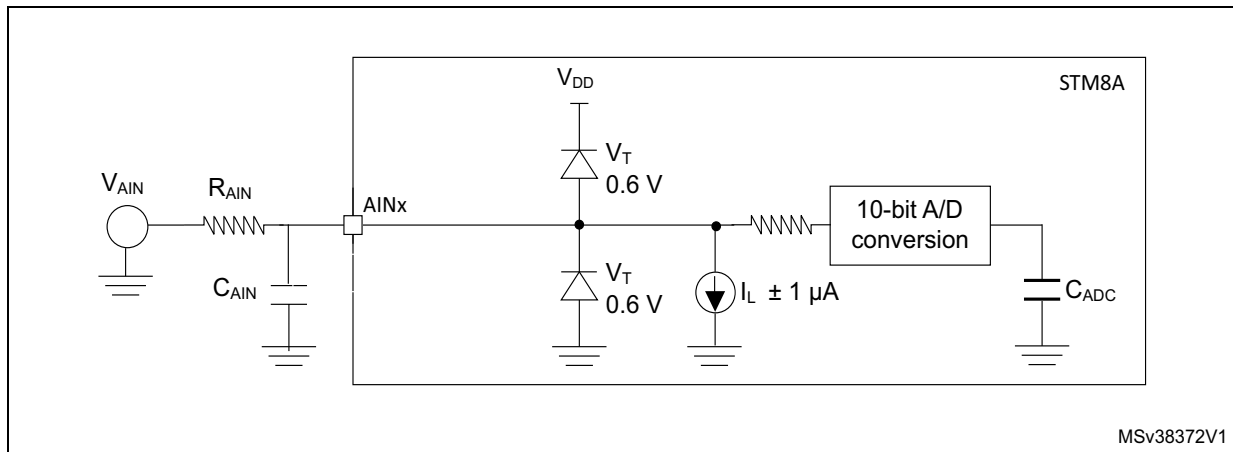 STM8A
V_DD
V_T
0.6 V
V_AIN
R_AIN
AINx
10-bit A/D
conversion
V_T
0.6 V
C_AIN
I_L ± 1 µA
C_ADC
MSv38372V1